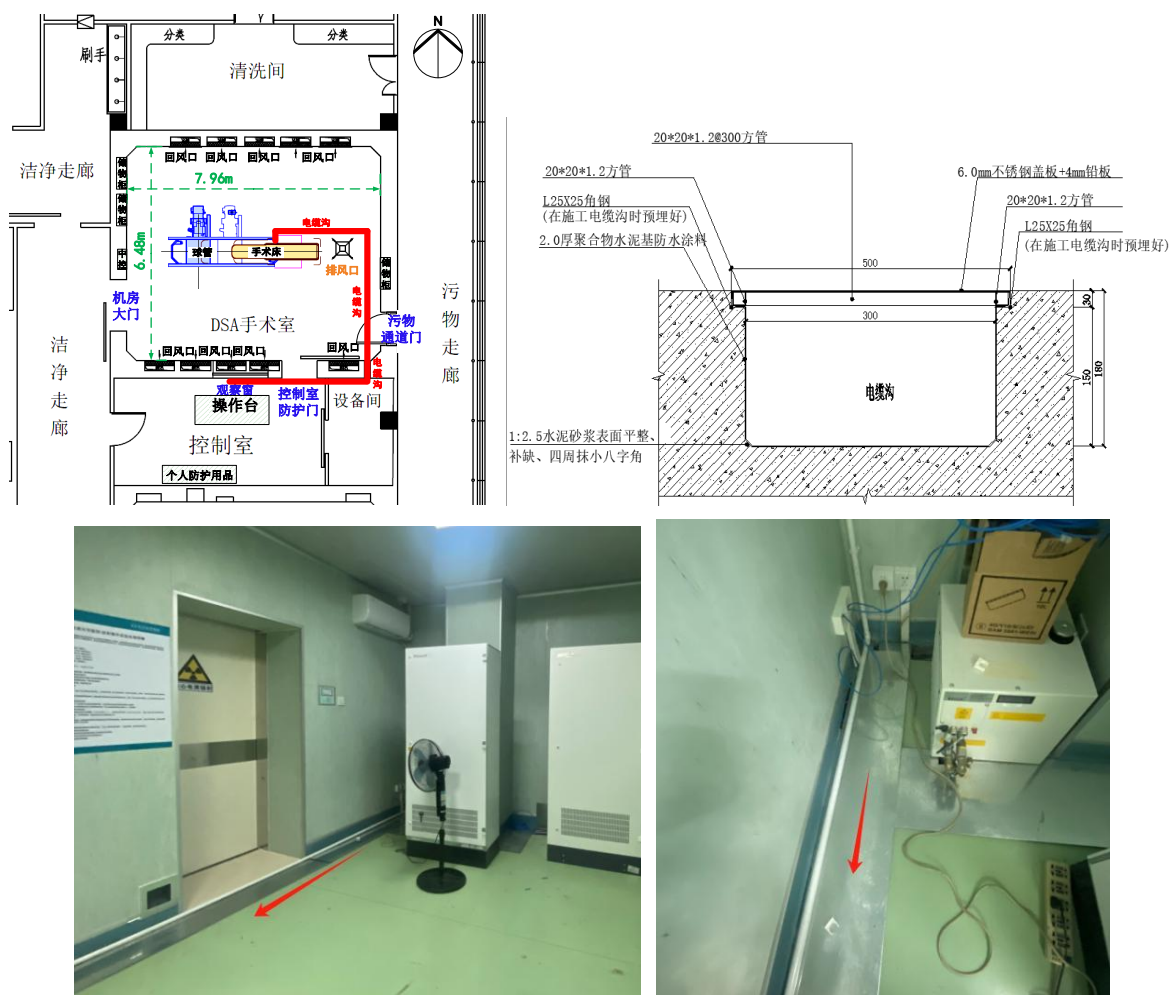 分类
分类
N
刷手
清洗间
洁净走廊
储
物
柜
储
物
柜
中
控
回风口
回风口
回风口
回风口
7.96m
6.48m
电缆沟
球管
手术床
排风口
储
物
柜
电
缆
沟
机房
大门
DSA手术室
污物
通道门
污
物
走
廊
洁
净
走
廊
回风口
回风口
回风口
回风口
电
缆
沟
观察窗
操作台
控制室
防护门
设备间
控制室
个人防护用品
20*20*1.2@300方管
20*20*1.2方管
6.0mm不锈钢盖板+4mm铅板
L25X25角钢
(在施工电缆沟时预埋好)
20*20*1.2方管
L25X25角钢
(在施工电缆沟时预埋好)
2.0厚聚合物水泥基防水涂料
500
300
30
150
180
电缆沟
1:2.5水泥砂浆表面平整、
补缺、四周抹小八字角